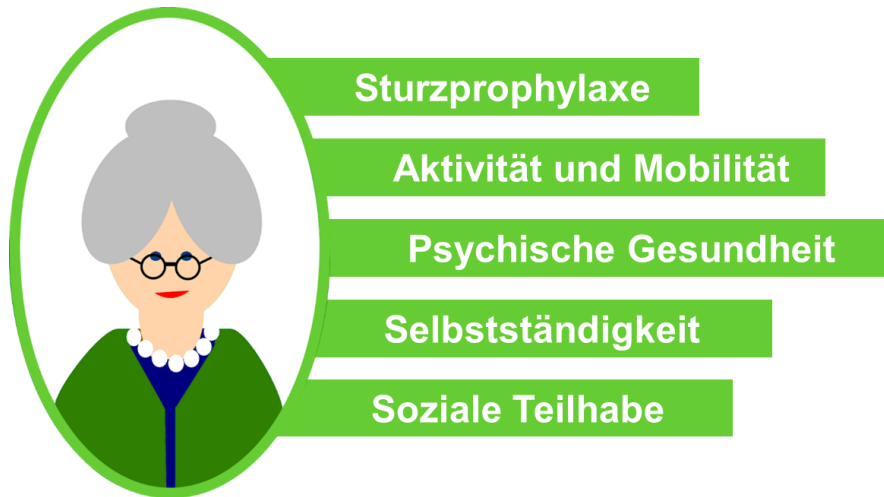 Sturzprophylaxe
Aktivität und Mobilität
Psychische Gesundheit
Selbstständigkeit
Soziale Teilhabe